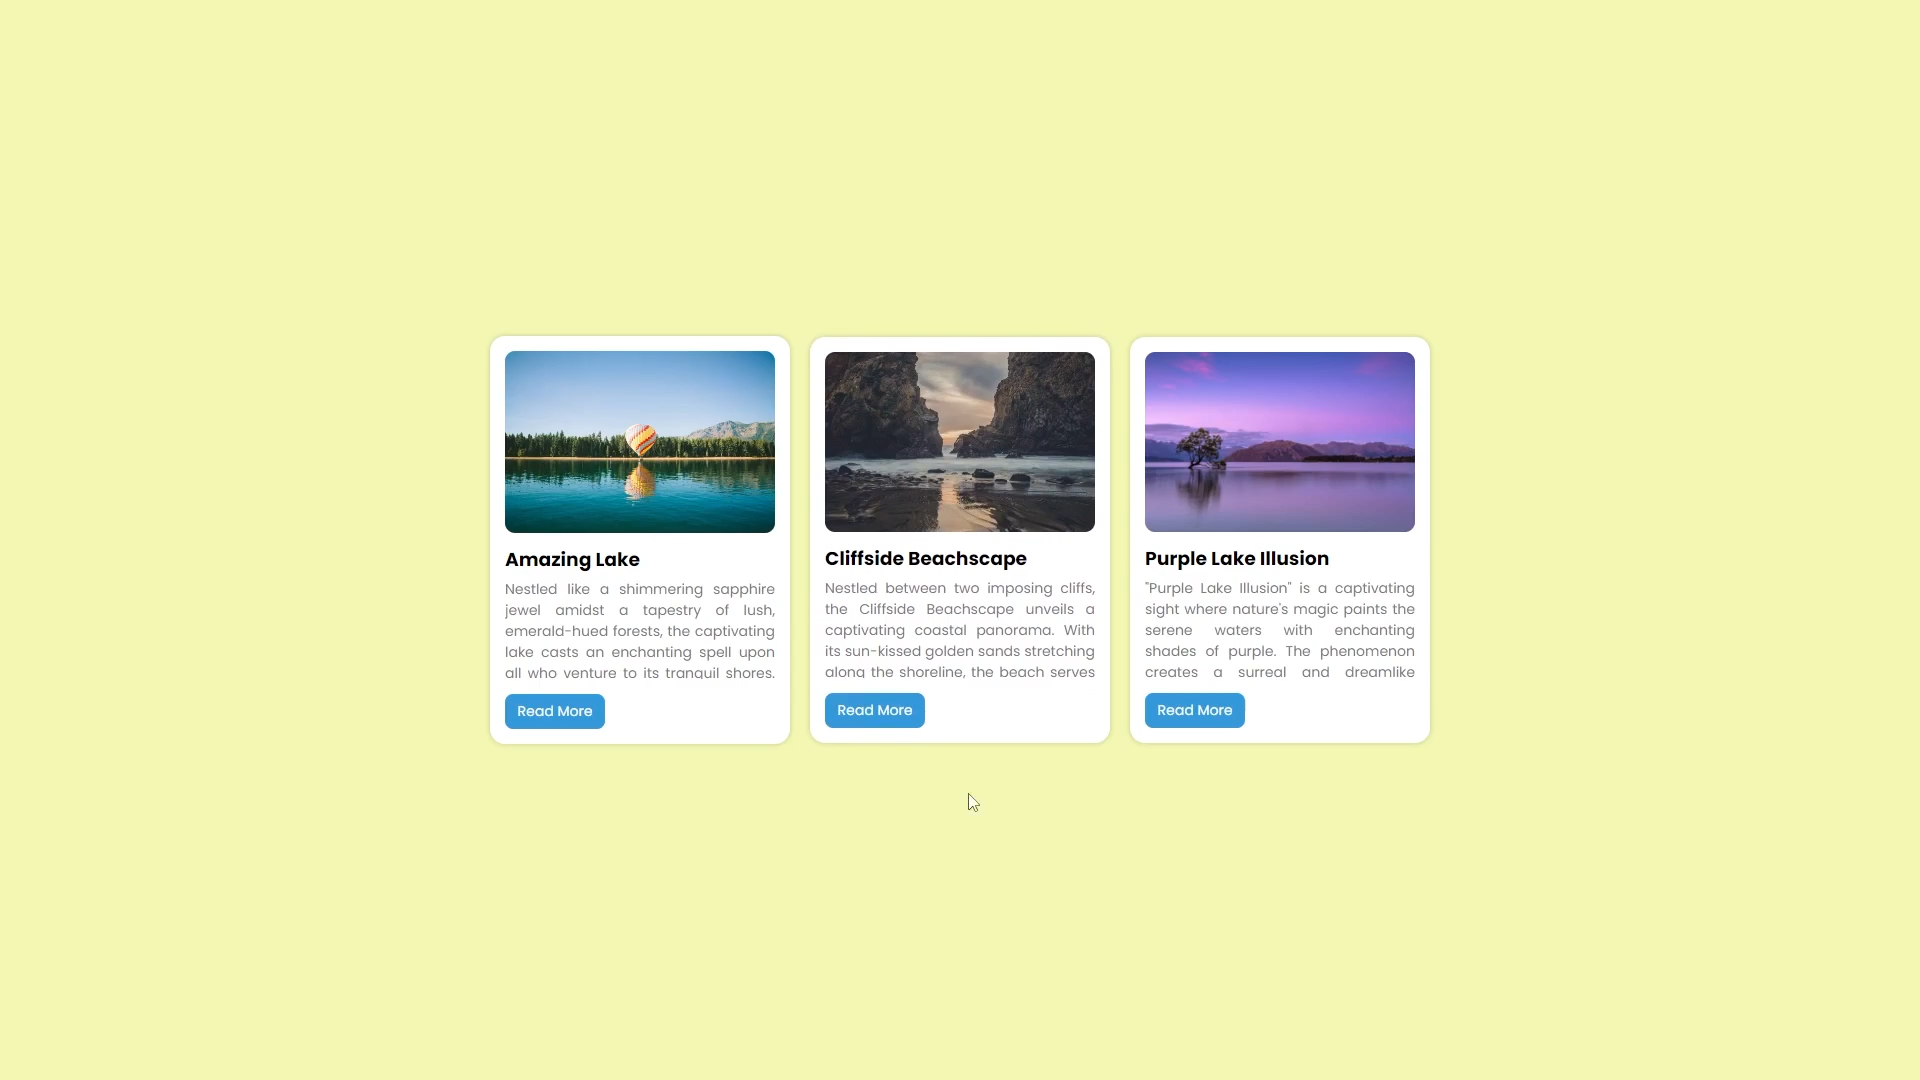 Amazing Lake
Nestled like a shimmering sapphire
jewel amidst a tapestry of lush,
emerald-hued forests, the captivating
lake casts an enchanting spell upon
all who venture to its tranquil shores.
Read More
Cliffside Beachscape
Nestled between two imposing cliffs,
the Cliffside Beachscape unveils a
captivating coastal panorama. With
its sun-kissed golden sands stretching
along the shoreline, the beach serves
Read More
Purple Lake Illusion
"Purple Lake Illusion" is a captivating
sight where nature's magic paints the
serene waters with enchanting
shades of purple. The phenomenon
creates a surreal and dreamlike
Read More